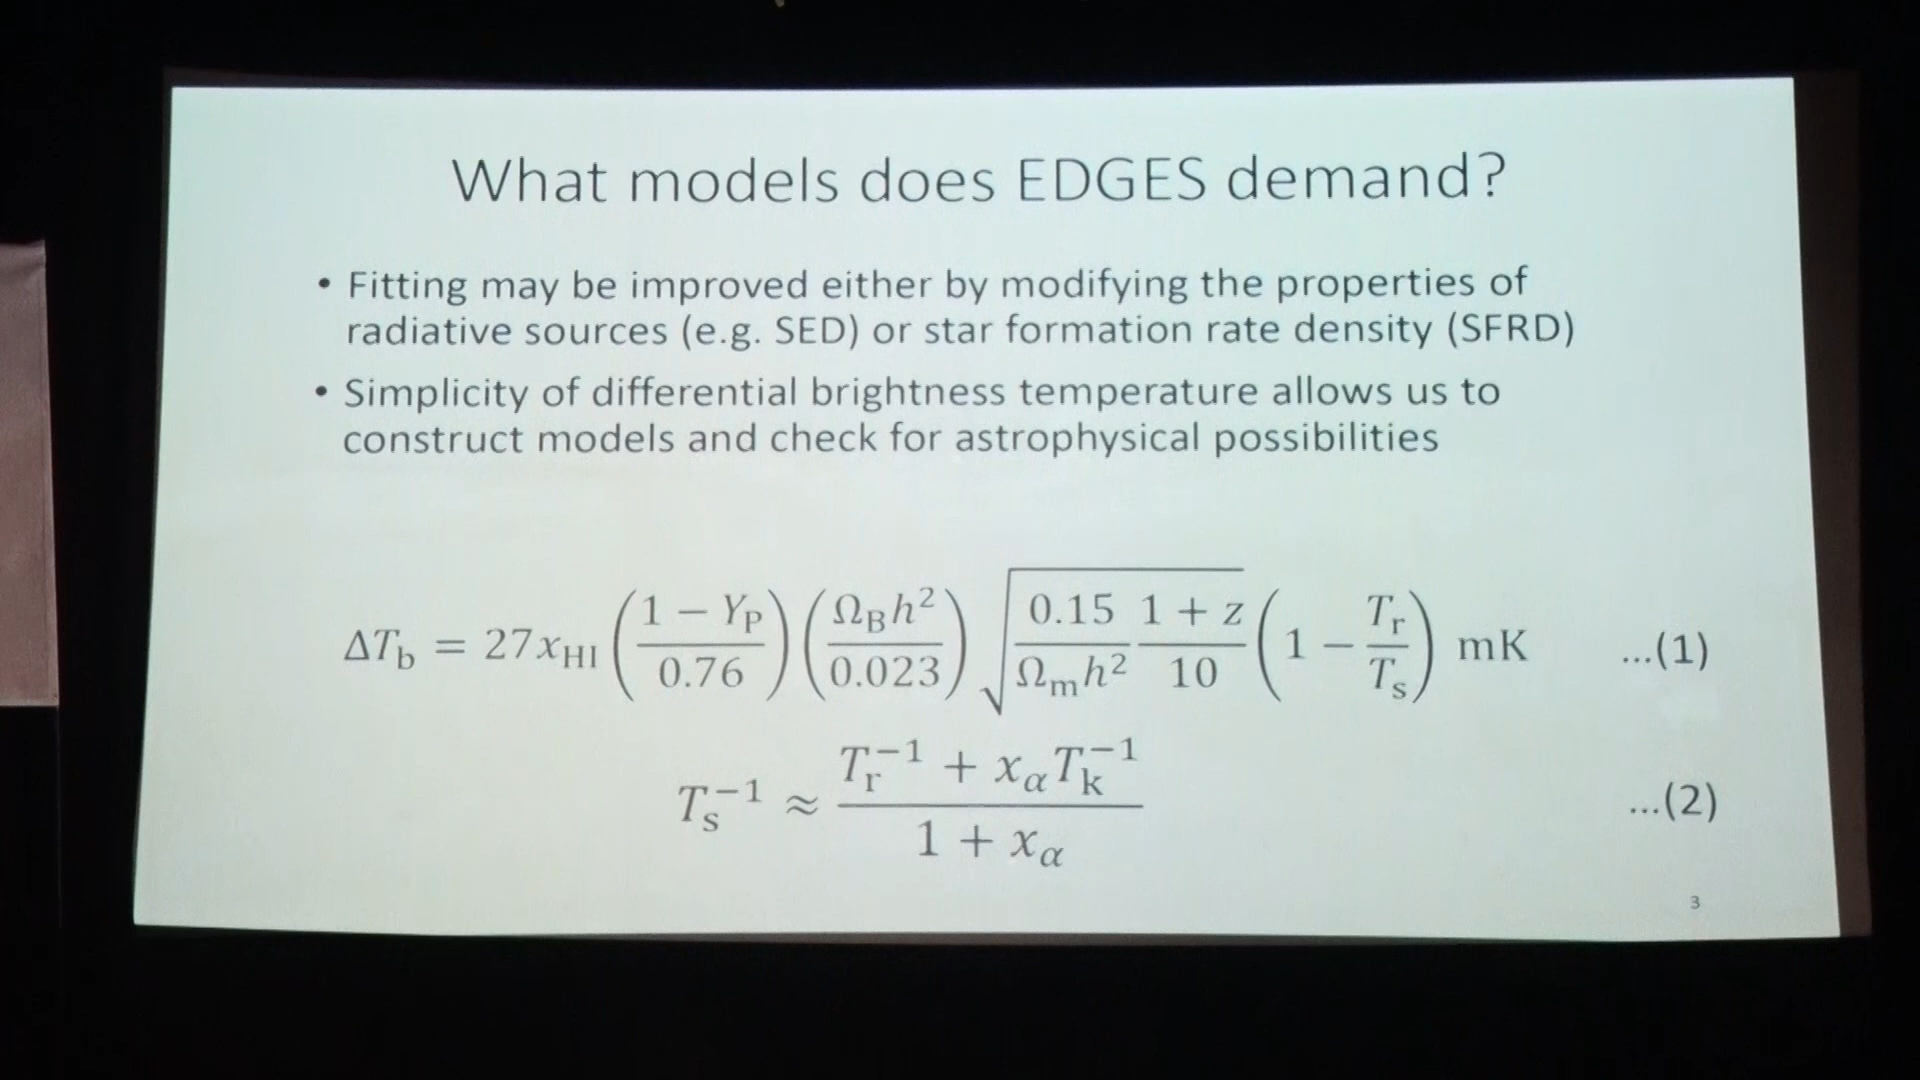 What models does EDGES demand?
• Fitting may be improved either by modifying the properties of
radiative sources (e.g. SED) or star formation rate density (SFRD)
• Simplicity of differential brightness temperature allows us to
construct models and check for astrophysical possibilities
ΔT_b = 27x_HI ((1 − Y_P)/0.76) ((Ω_B h²)/0.023) √((0.15/(Ω_m h²)) ((1 + z)/10)) (1 − T_r/T_s) mK ...(1)
T_s⁻¹ ≈ (T_r⁻¹ + x_α T_k⁻¹)/(1 + x_α) ...(2)
3